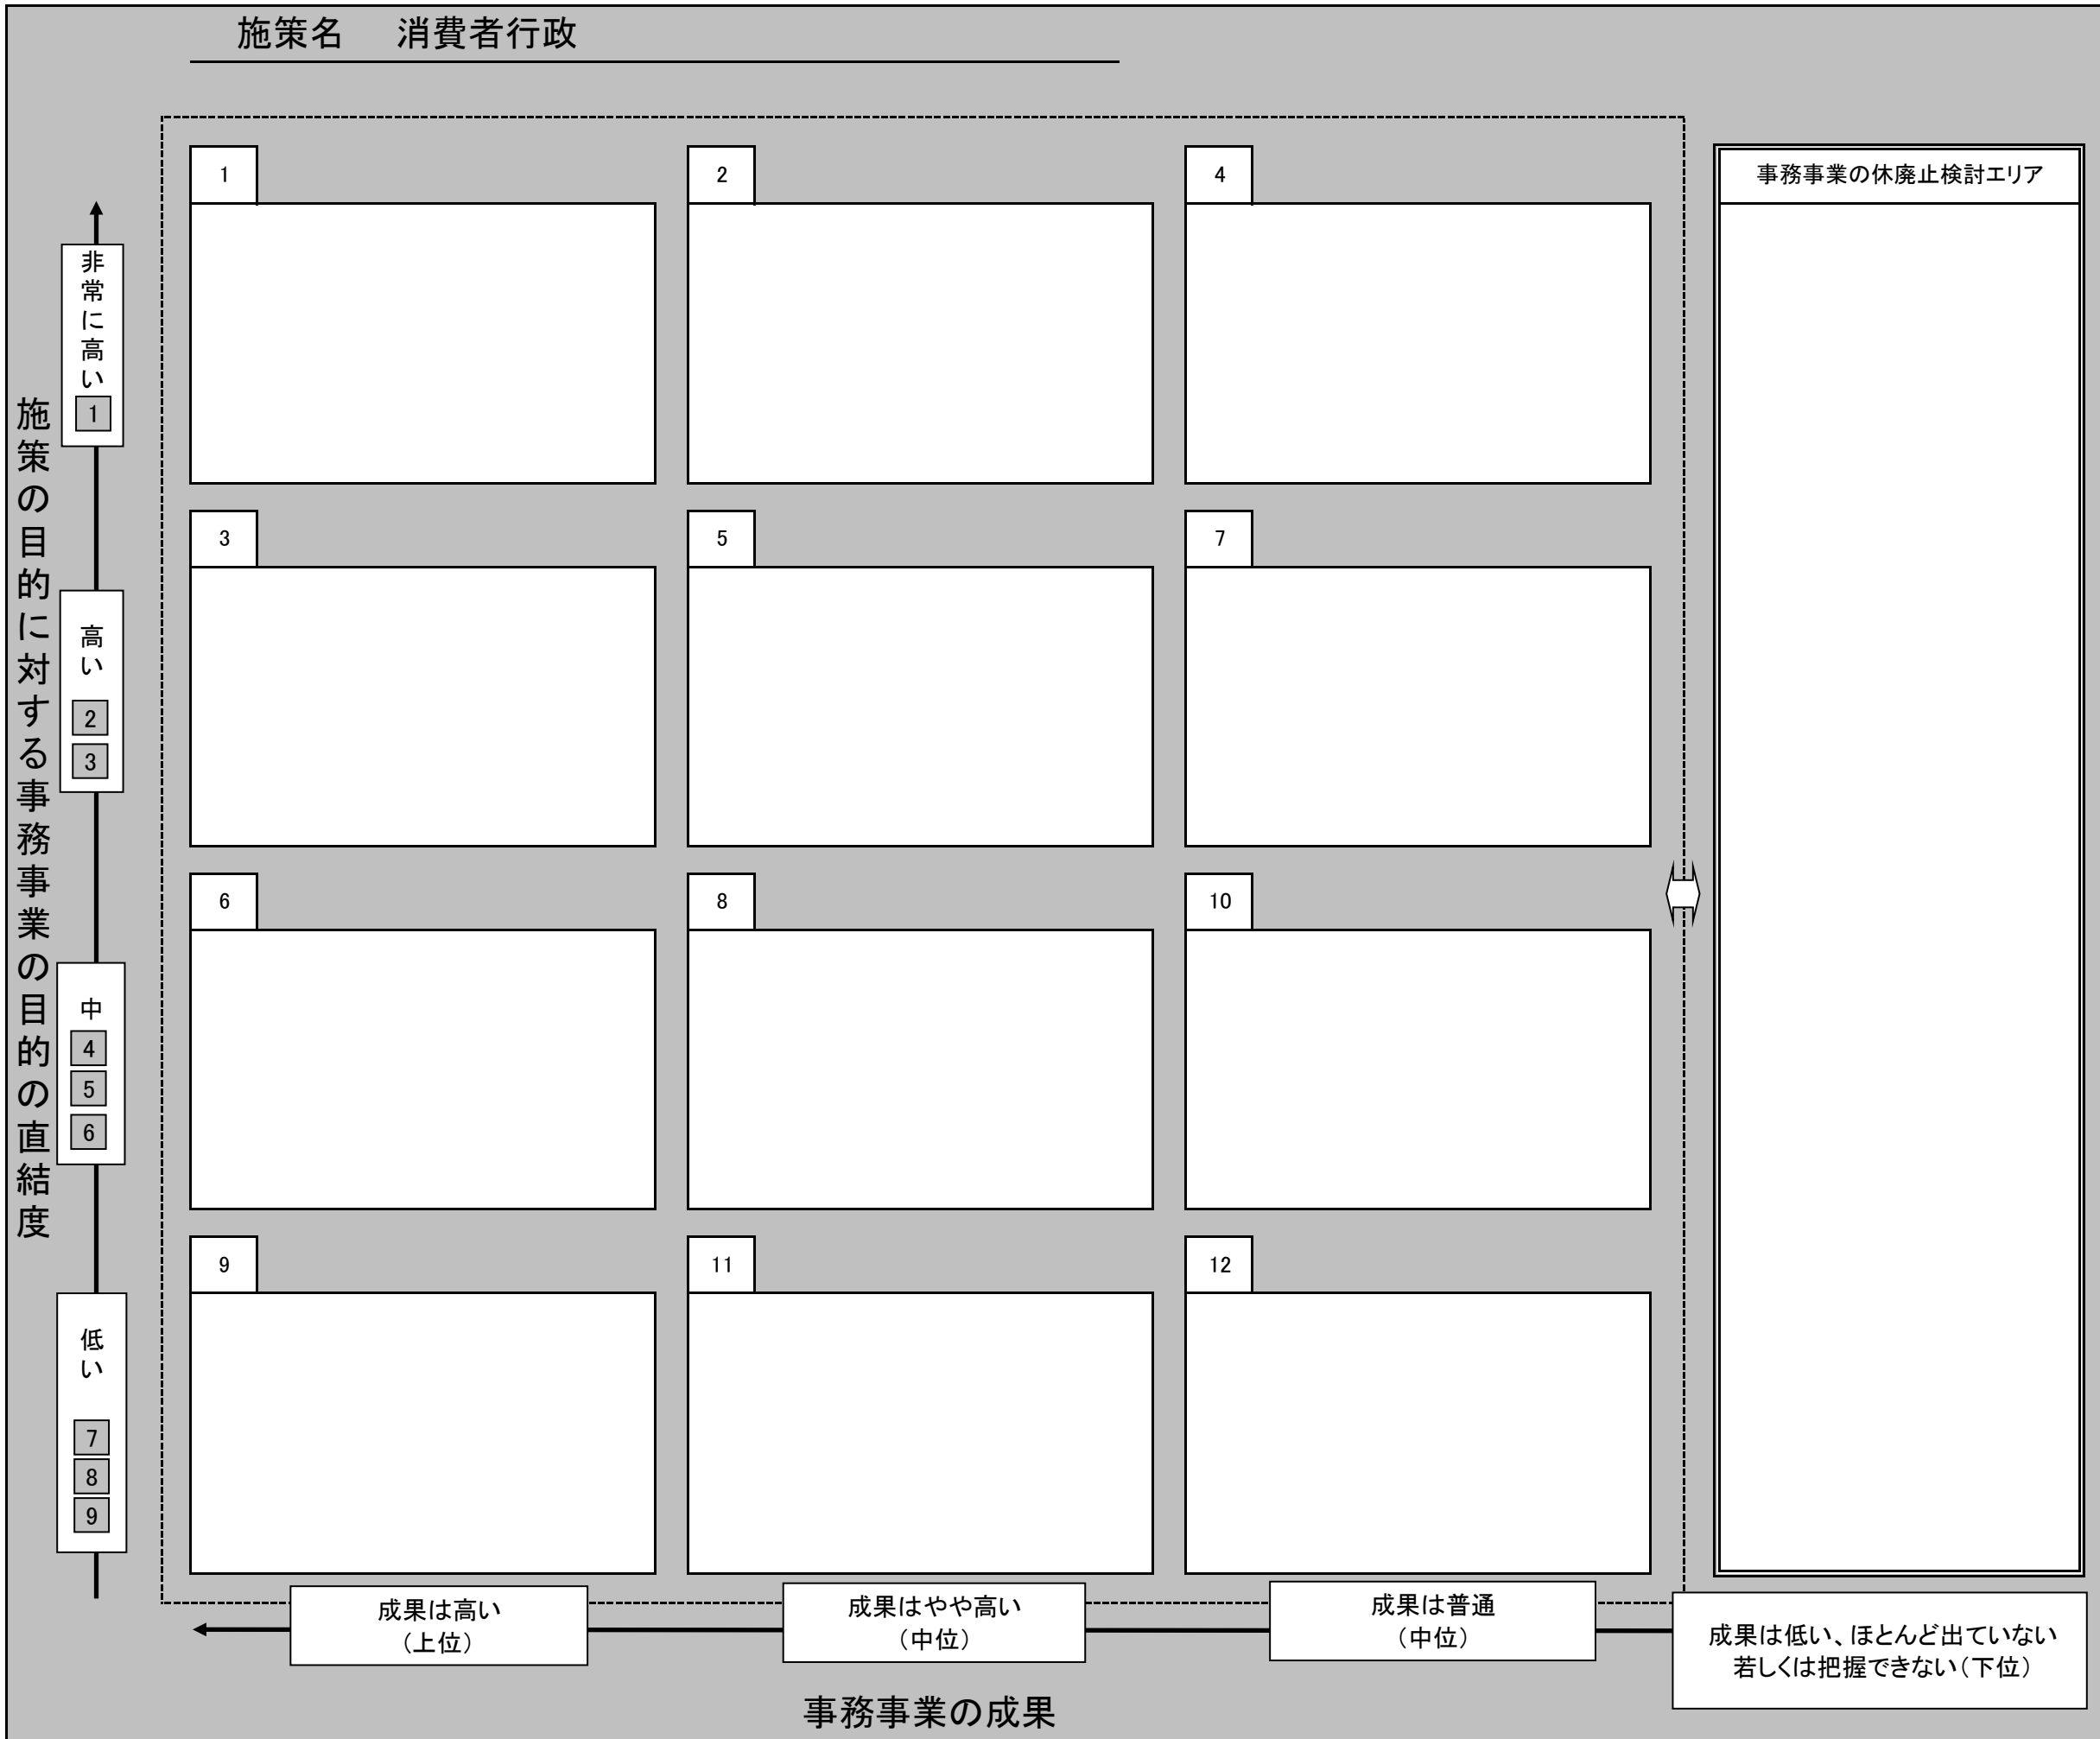 施策名　消費者行政
1
2
4
事務事業の休廃止検討エリア
施策の目的に対する事務事業の目的の直結度
非常に高い
1
3
5
7
高い
2
3
6
8
10
中
4
5
6
9
11
12
低い
7
8
9
成果は高い
（上位）
成果はやや高い
（中位）
成果は普通
（中位）
成果は低い、ほとんど出ていない
若しくは把握できない（下位）
事務事業の成果